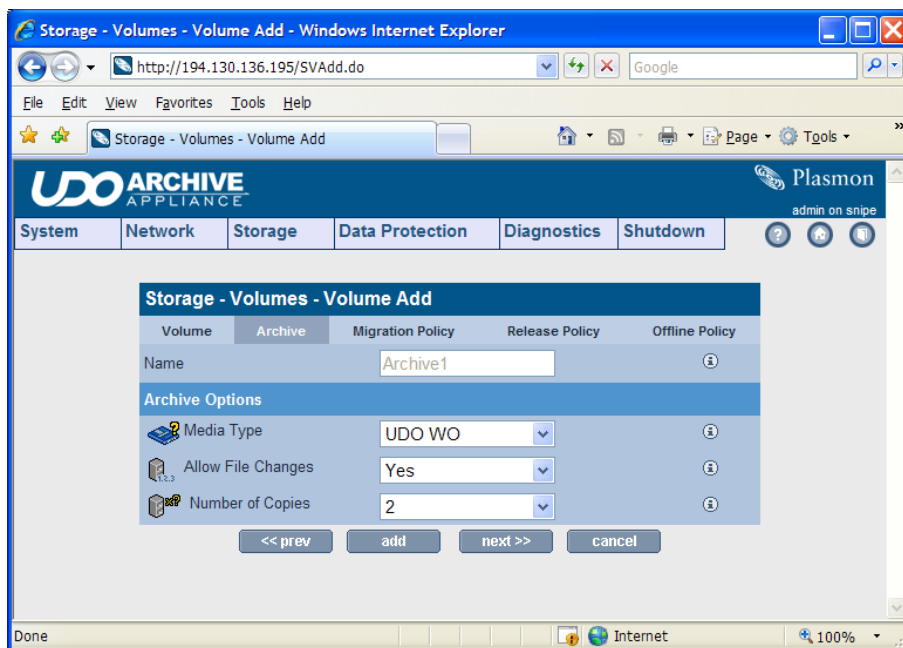 Storage - Volumes - Volume Add - Windows Internet Explorer
http://194.130.136.195/SVAdd.do
Google
File Edit View Favorites Tools Help
Storage - Volumes - Volume Add
Page Tools »
UDO ARCHIVE APPLIANCE
Plasmon
admin on snipe
System Network Storage Data Protection Diagnostics Shutdown
Storage - Volumes - Volume Add
Volume Archive Migration Policy Release Policy Offline Policy
Name Archive1
Archive Options
Media Type UDO WO
Allow File Changes Yes
1,2,3
Number of Copies 2
<< prev add next >> cancel
Done Internet 100%